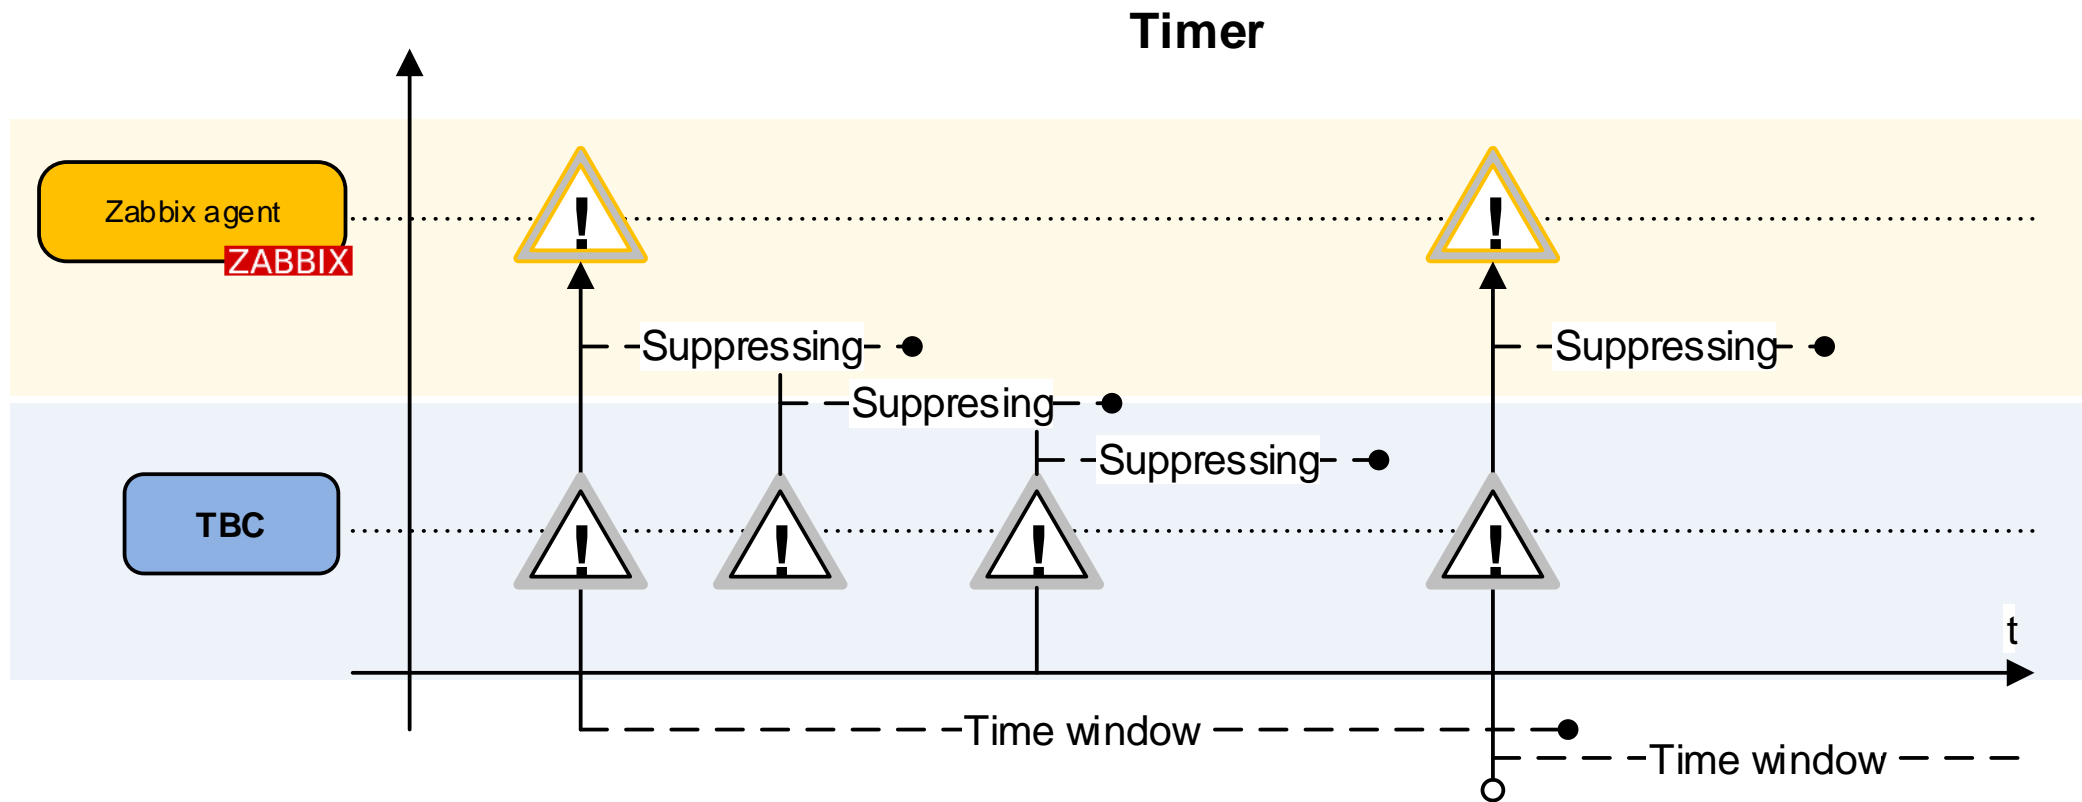 Timer
Zabbix agent
ZABBIX
Suppressing
Suppressing
Suppresing
Suppressing
TBC
t
Time window
Time window